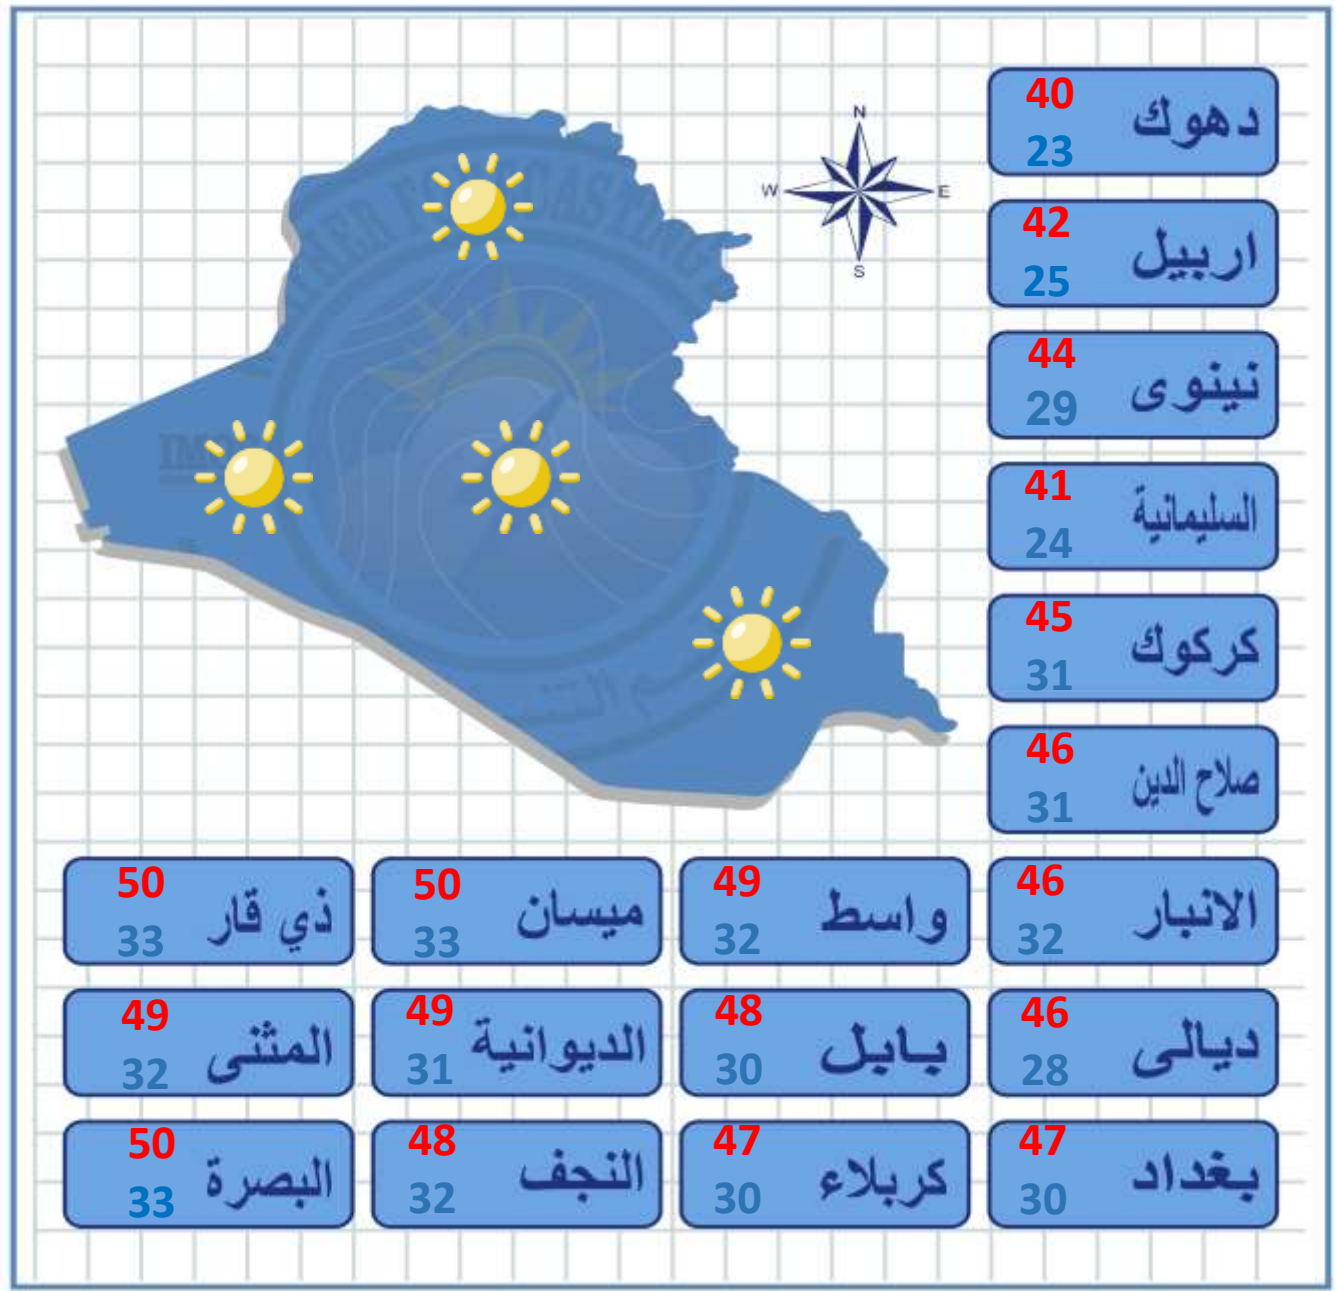 N
W E
S
40
دهوك
23
42
اربيل
25
44
نينوى
29
41
السليمانية
24
45
كركوك
31
46
صلاح الدين
31
46
الانبار
32
49
واسط
32
50
ميسان
33
50
ذي قار
33
46
ديالى
28
48
بابل
30
49
الديوانية
31
49
المثنى
32
47
بغداد
30
47
كربلاء
30
48
النجف
32
50
البصرة
33